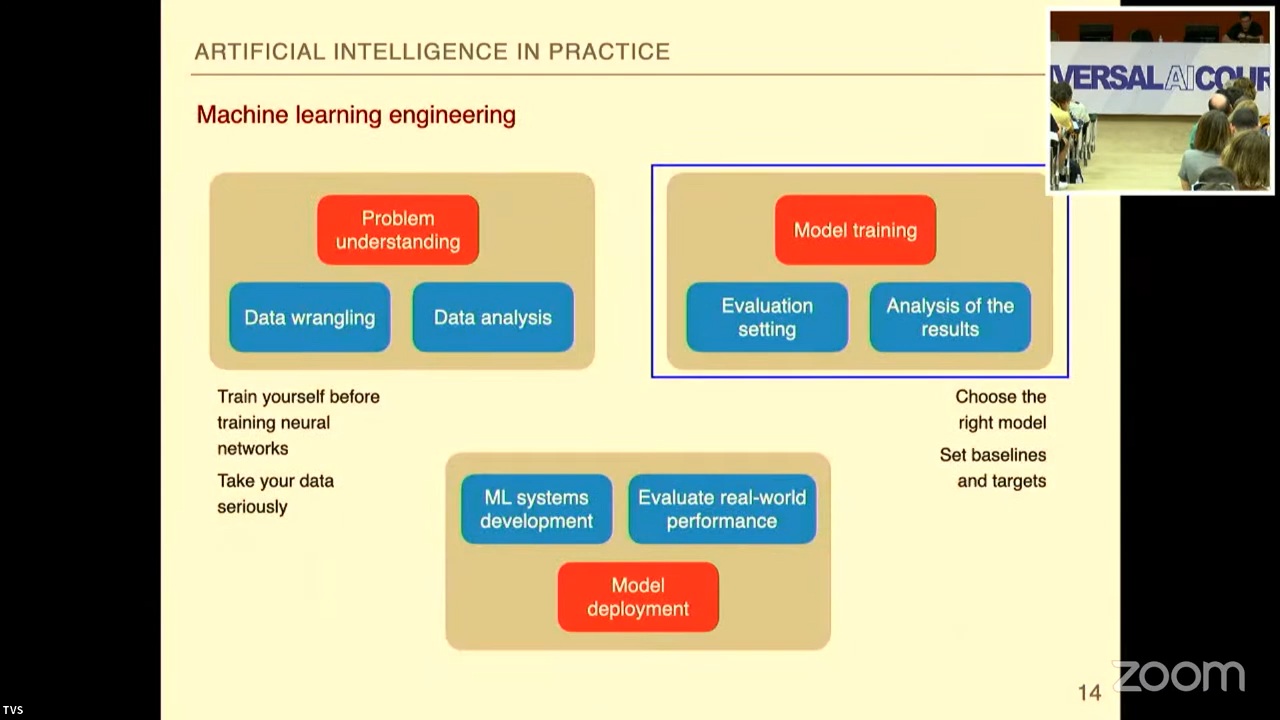 ARTIFICIAL INTELLIGENCE IN PRACTICE
VERSAL AI COUR
Machine learning engineering
Problem
understanding
Data wrangling
Data analysis
Train yourself before
training neural
networks
Take your data
seriously
Model training
Evaluation
setting
Analysis of the
results
Choose the
right model
Set baselines
and targets
ML systems
development
Evaluate real-world
performance
Model
deployment
14
zoom
TVS